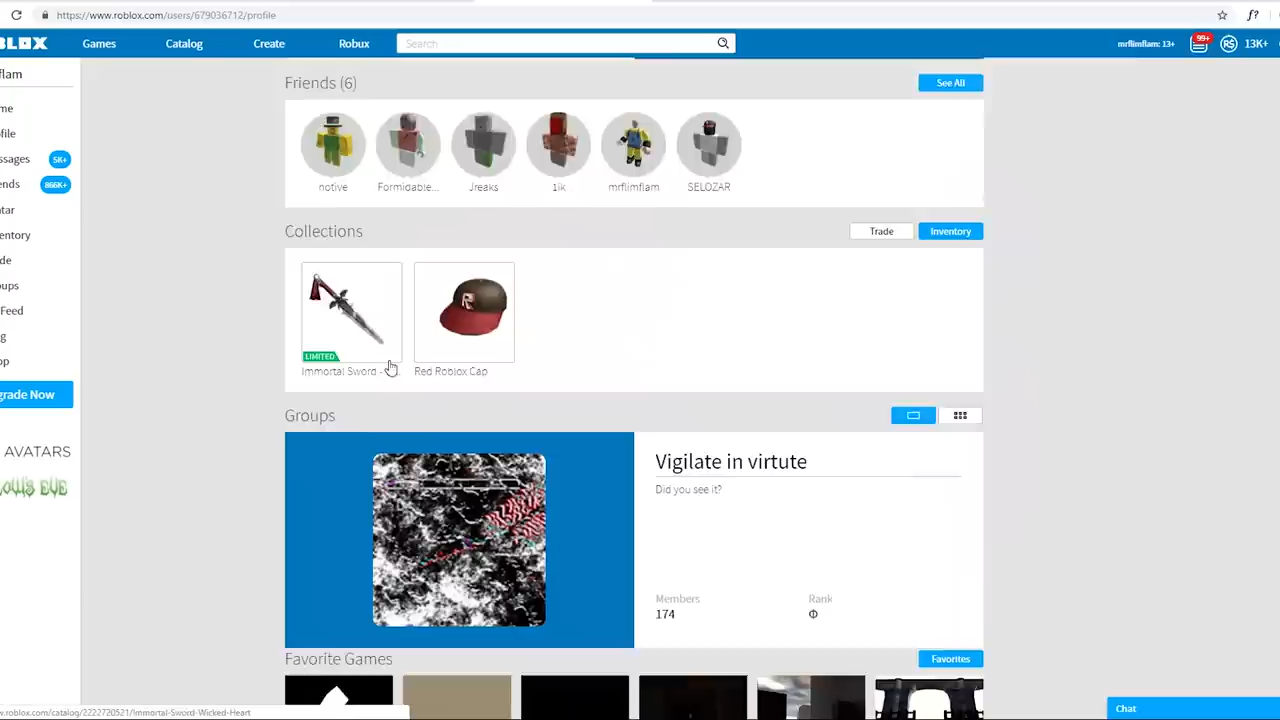 https://www.roblox.com/users/679036712/profile
f?
BLOX
Games
Catalog
Create
Robux
Search
mrflimflam: 13+
99+
R$
13K+
flam
me
ofile
ssages
5K+
ends
866K+
atar
entory
de
oups
Feed
g
op
grade Now
AVATARS
Friends (6)
See All
notive
Formidable...
Jreaks
1ik
mrflimflam
SELOZAR
Collections
Trade
Inventory
LIMITED
Immortal Sword -
Red Roblox Cap
Groups
Vigilate in virtute
Did you see it?
Members
Rank
174
Φ
Favorite Games
Favorites
w.roblox.com/catalog/2222720521/Immortal-Sword-Wicked-Heart
Chat